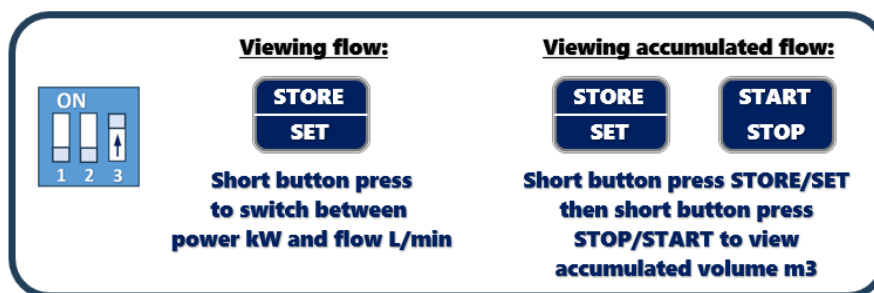 ON
1 2 3
Viewing flow:
STORE
SET
Short button press
to switch between
power kW and flow L/min
Viewing accumulated flow:
STORE
SET
START
STOP
Short button press STORE/SET
then short button press
STOP/START to view
accumulated volume m3